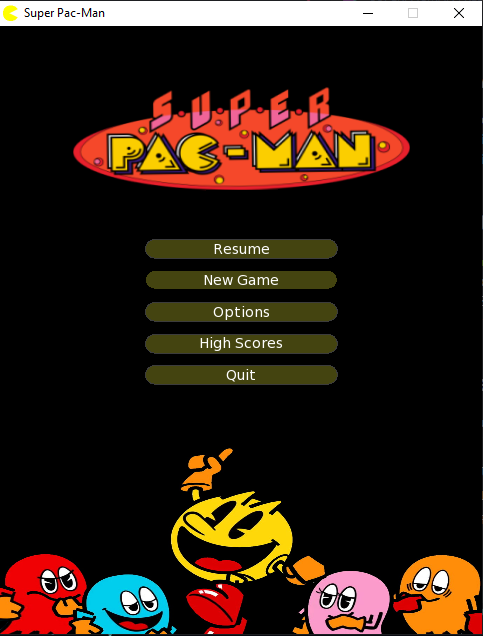 Super Pac-Man
SUPER
PAC-MAN
Resume
New Game
Options
High Scores
Quit